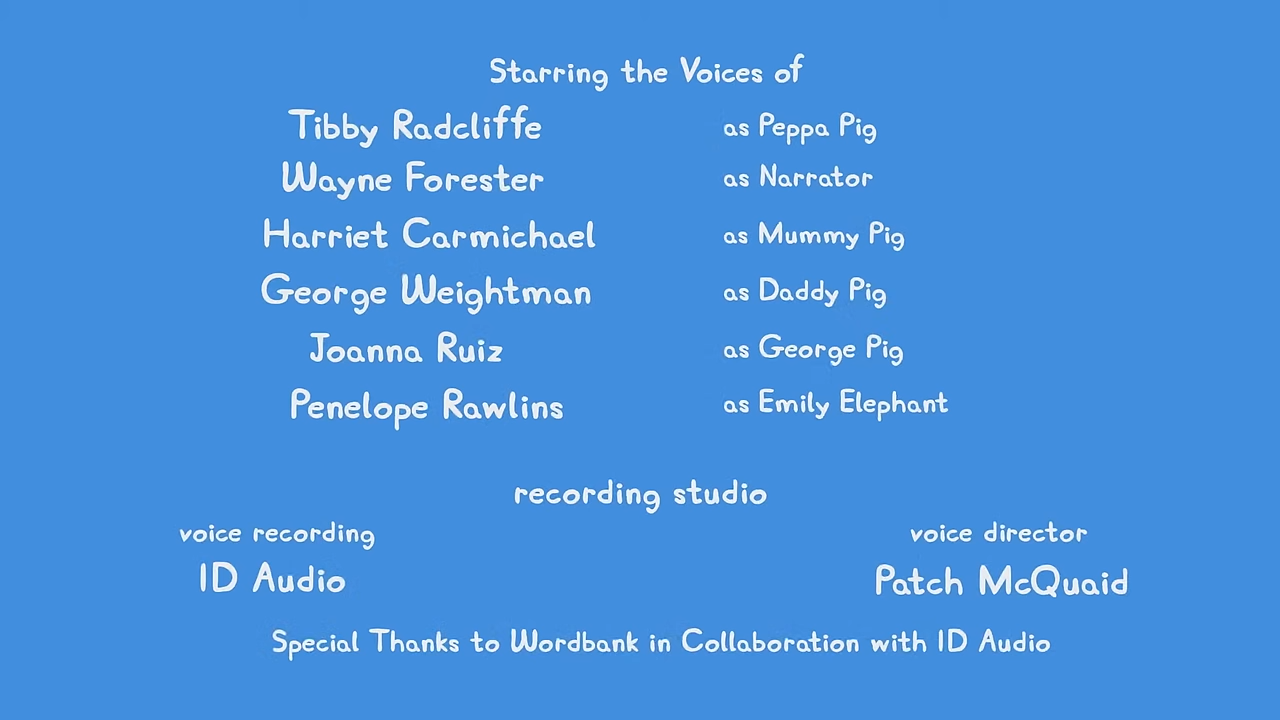 Starring the Voices of
Tibby Radcliffe as Peppa Pig
Wayne Forester as Narrator
Harriet Carmichael as Mummy Pig
George Weightman as Daddy Pig
Joanna Ruiz as George Pig
Penelope Rawlins as Emily Elephant
recording studio
voice recording voice director
ID Audio Patch McQuaid
Special Thanks to Wordbank in Collaboration with ID Audio